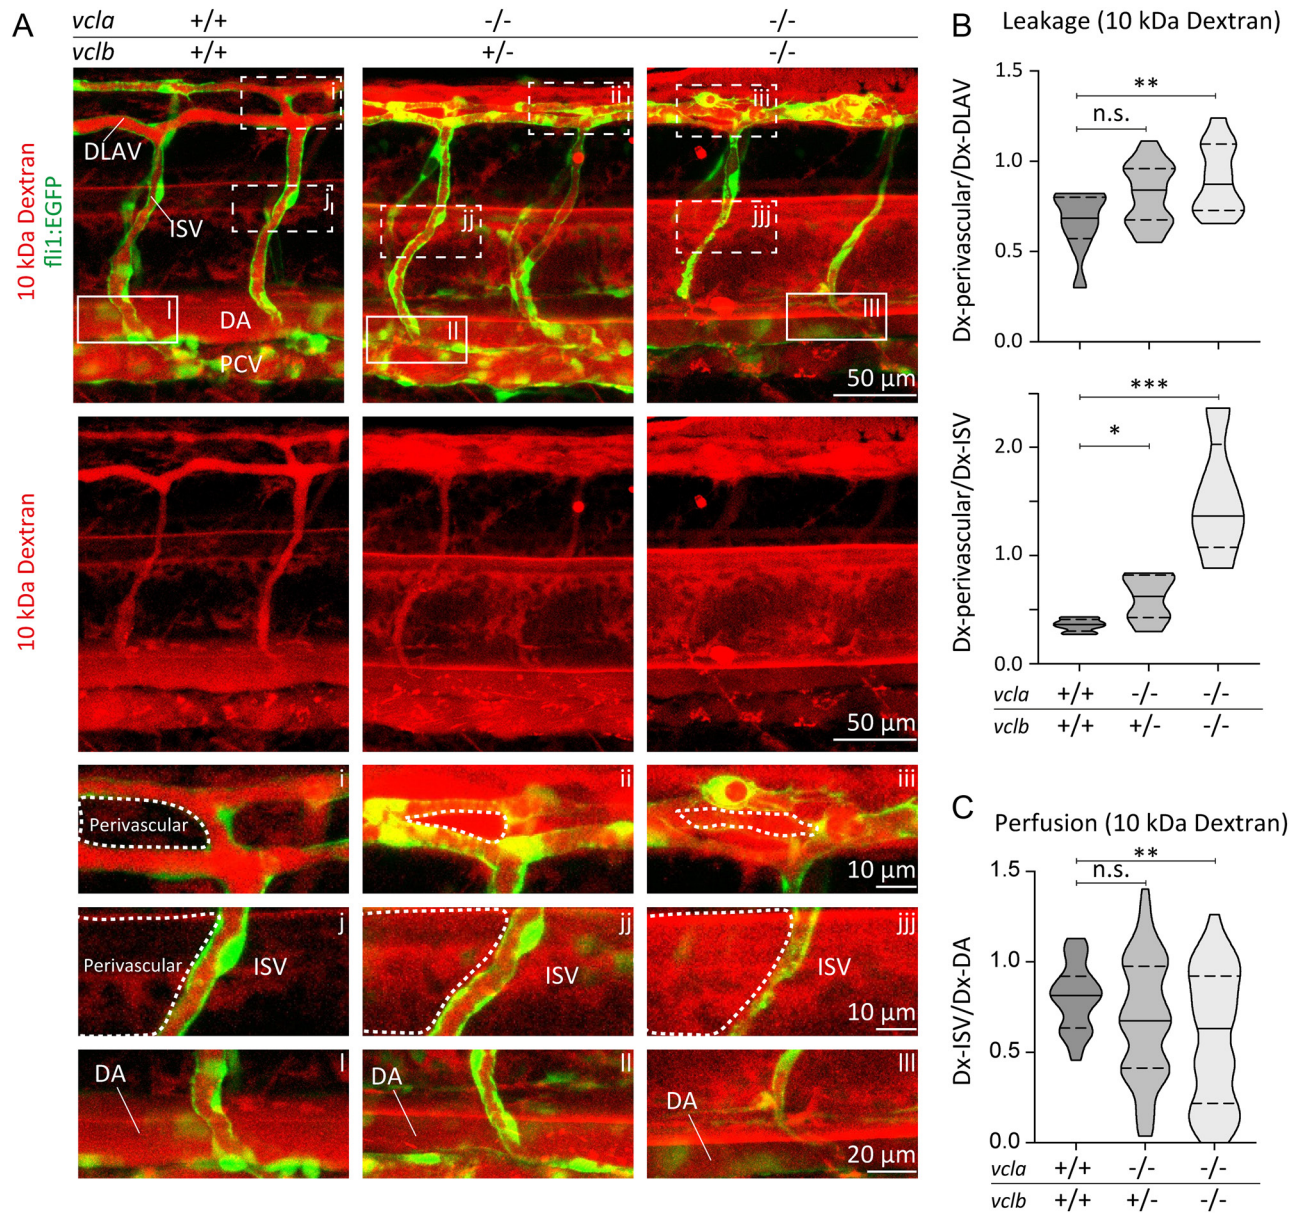 A
vcla +/+ -/- -/-
vclb +/+ +/- -/-
10 kDa Dextran
fli1:EGFP
DLAV
ISV
DA
PCV
i
j
I
ii
jj
II
iii
jjj
III
50 µm
10 kDa Dextran
50 µm
i
Perivascular
ii
iii
10 µm
j
Perivascular
ISV
jj
ISV
jjj
ISV
10 µm
I
DA
II
DA
III
DA
20 µm
B
Leakage (10 kDa Dextran)
Dx-perivascular/Dx-DLAV
1.5
1.0
0.5
0.0
**
n.s.
Dx-perivascular/Dx-ISV
2.0
1.0
0.0
***
*
vcla +/+ -/- -/-
vclb +/+ +/- -/-
C
Perfusion (10 kDa Dextran)
Dx-ISV/Dx-DA
1.5
1.0
0.5
0.0
**
n.s.
vcla +/+ -/- -/-
vclb +/+ +/- -/-